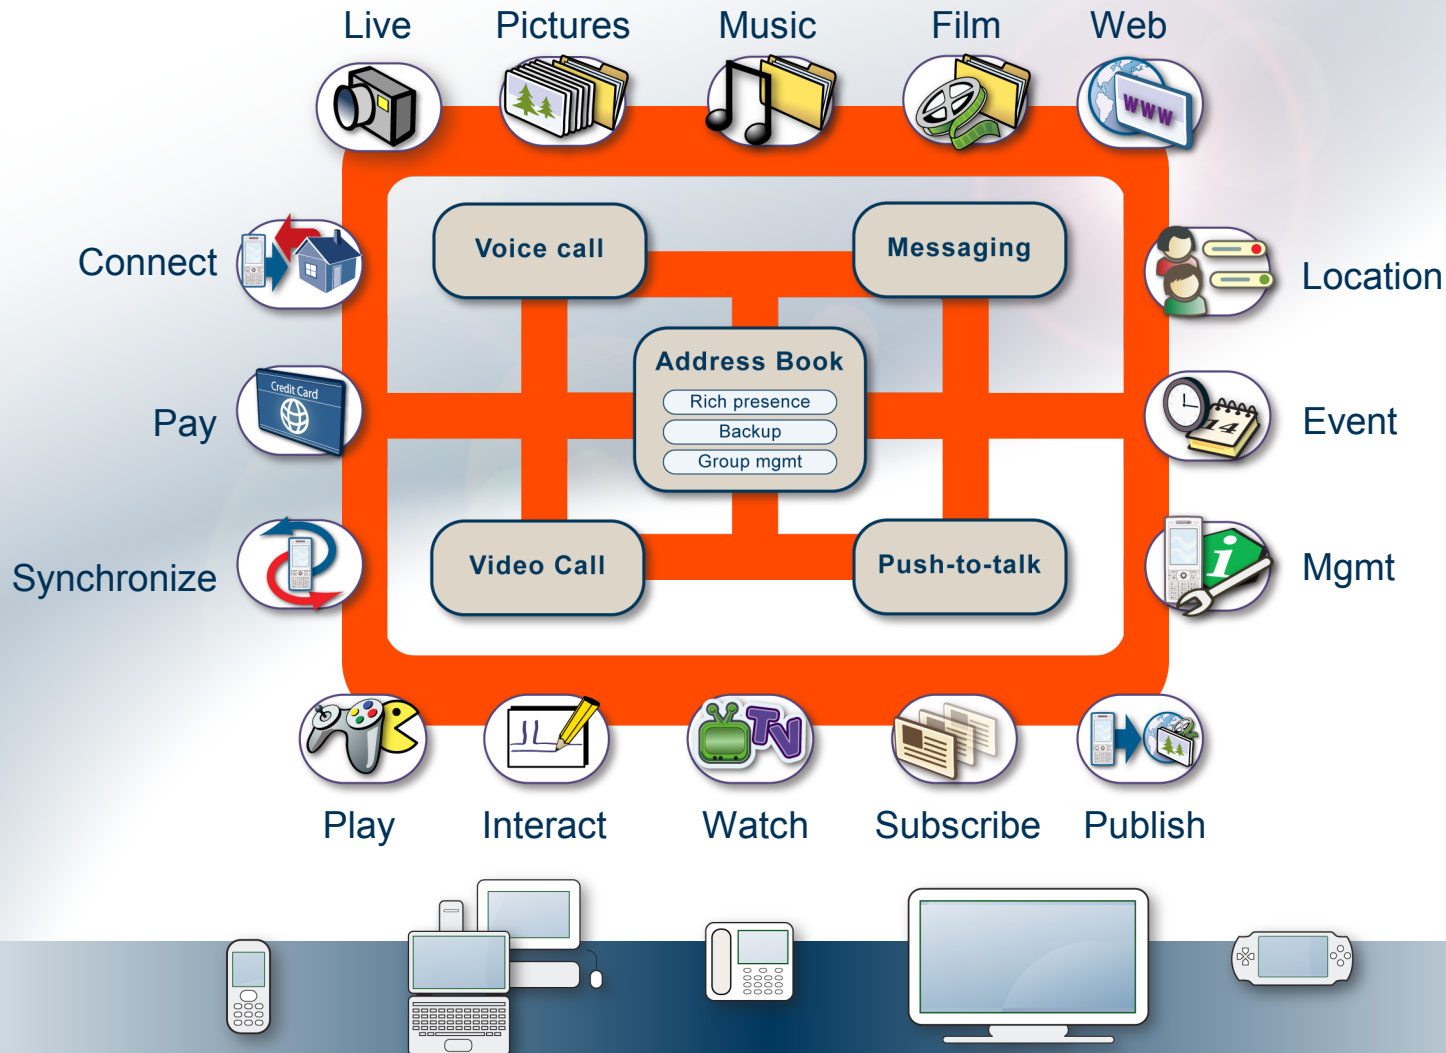 Live
Pictures
Music
Film
Web
WWW
Connect
Voice call
Messaging
Location
Address Book
Rich presence
Backup
Group mgmt
Pay
Credit Card
14
Event
Synchronize
Video Call
Push-to-talk
i
Mgmt
TV
Play
Interact
Watch
Subscribe
Publish